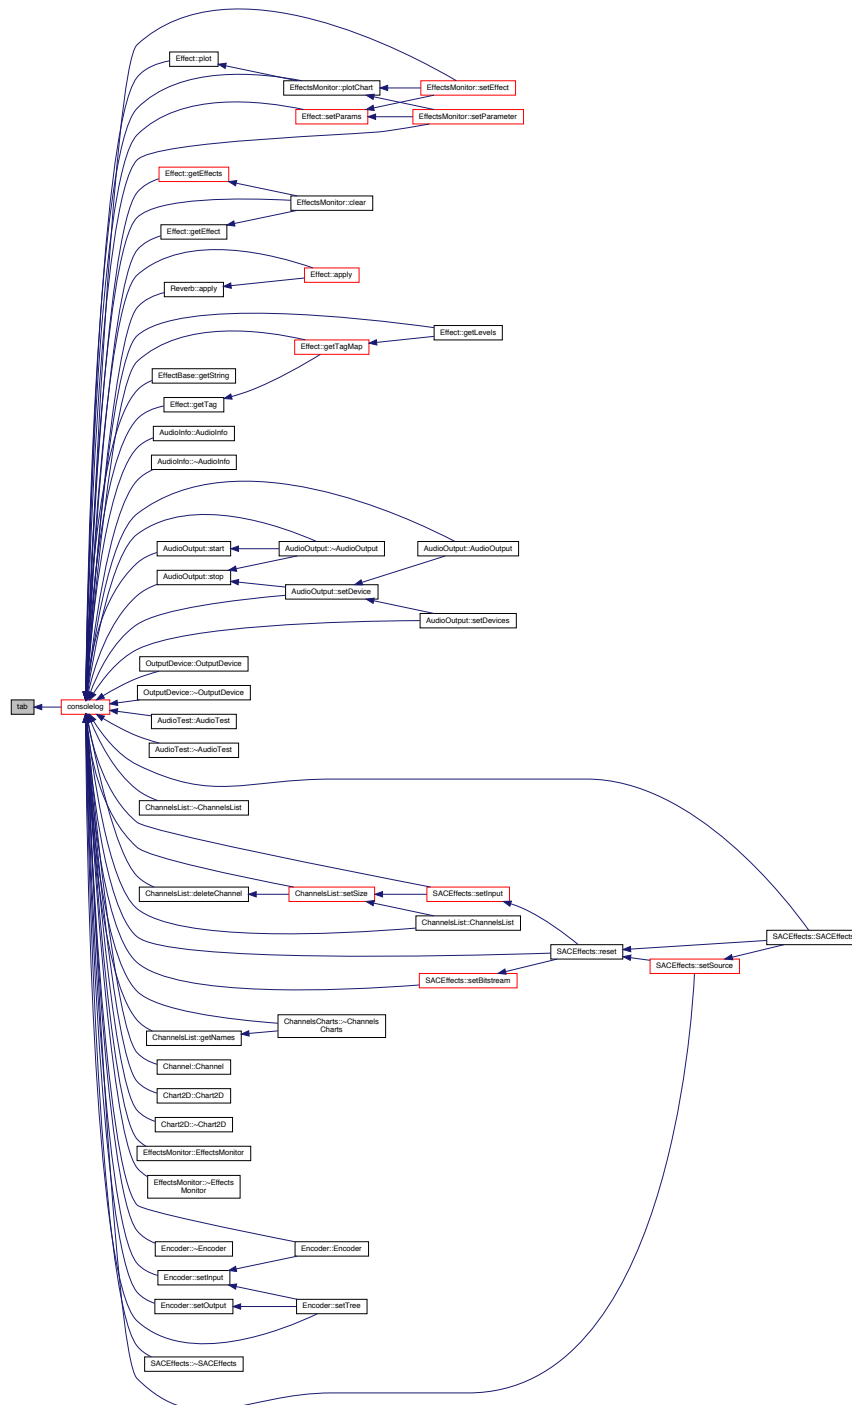 Effect::plot
EffectsMonitor::plotChart
EffectsMonitor::setEffect
Effect::setParams
EffectsMonitor::setParameter
Effect::getEffects
EffectsMonitor::clear
Effect::getEffect
Effect::apply
Reverb::apply
Effect::getLevels
Effect::getTagMap
EffectBase::getString
Effect::getTag
AudioInfo::AudioInfo
AudioInfo::~AudioInfo
AudioOutput::start
AudioOutput::~AudioOutput
AudioOutput::AudioOutput
AudioOutput::stop
AudioOutput::setDevice
AudioOutput::setDevices
OutputDevice::OutputDevice
OutputDevice::~OutputDevice
tab
consolelog
AudioTest::AudioTest
AudioTest::~AudioTest
ChannelsList::~ChannelsList
ChannelsList::deleteChannel
ChannelsList::setSize
SACEffects::setInput
ChannelsList::ChannelsList
SACEffects::SACEffects
SACEffects::reset
SACEffects::setSource
SACEffects::setBitstream
ChannelsCharts::~Channels
Charts
ChannelsList::getNames
Channel::Channel
Chart2D::Chart2D
Chart2D::~Chart2D
EffectsMonitor::EffectsMonitor
EffectsMonitor::~Effects
Monitor
Encoder::~Encoder
Encoder::Encoder
Encoder::setInput
Encoder::setOutput
Encoder::setTree
SACEffects::~SACEffects